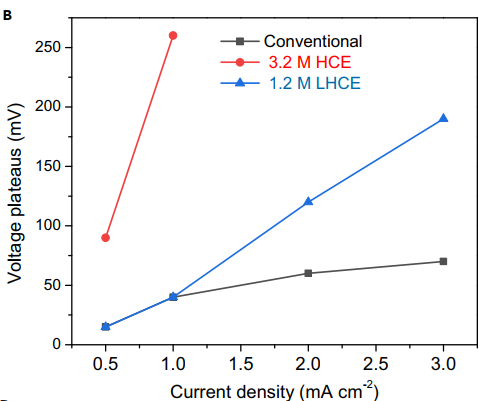 B
Conventional
3.2 M HCE
1.2 M LHCE
Voltage plateaus (mV)
250
200
150
100
50
0
0.5 1.0 1.5 2.0 2.5 3.0
Current density (mA cm⁻²)